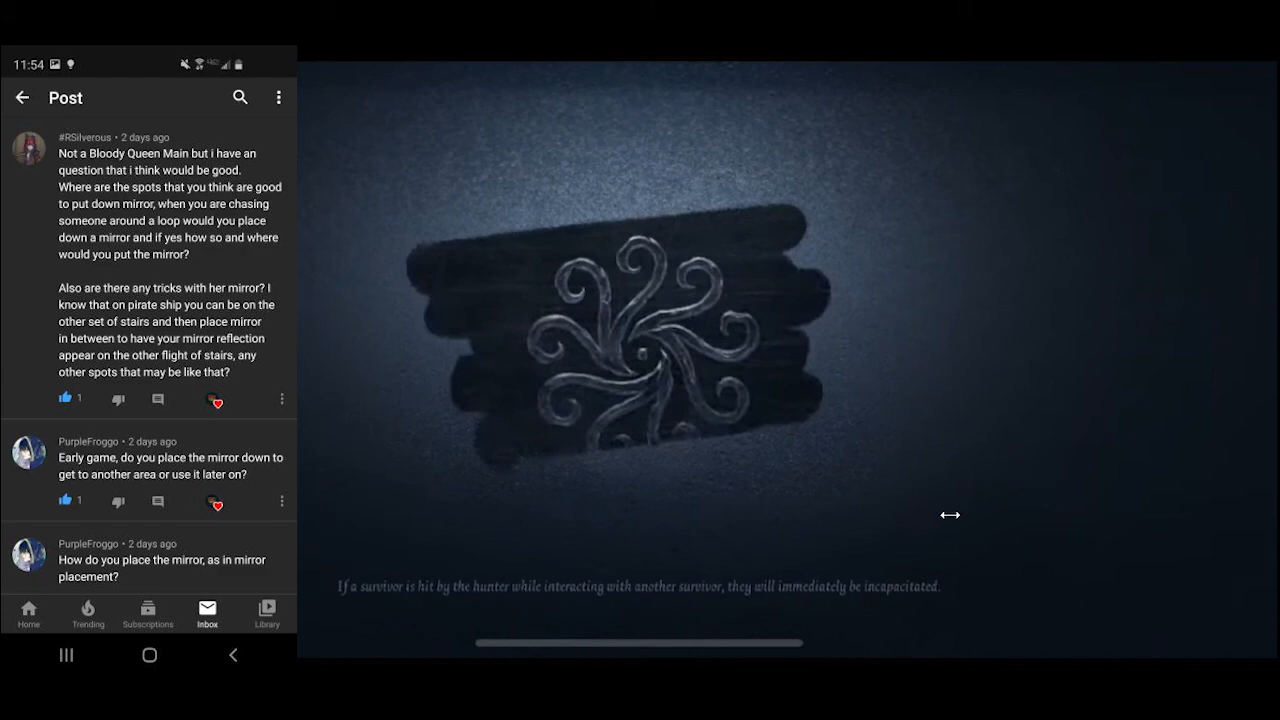 11:54
Post
#RSilverous • 2 days ago
Not a Bloody Queen Main but i have an
question that i think would be good.
Where are the spots that you think are good
to put down mirror, when you are chasing
someone around a loop would you place
down a mirror and if yes how so and where
would you put the mirror?
Also are there any tricks with her mirror? I
know that on pirate ship you can be on the
other set of stairs and then place mirror
in between to have your mirror reflection
appear on the other flight of stairs, any
other spots that may be like that?
1
PurpleFroggo • 2 days ago
Early game, do you place the mirror down to
get to another area or use it later on?
1
PurpleFroggo • 2 days ago
How do you place the mirror, as in mirror
placement?
Home
Trending
Subscriptions
Inbox
Library
If a survivor is hit by the hunter while interacting with another survivor, they will immediately be incapacitated.